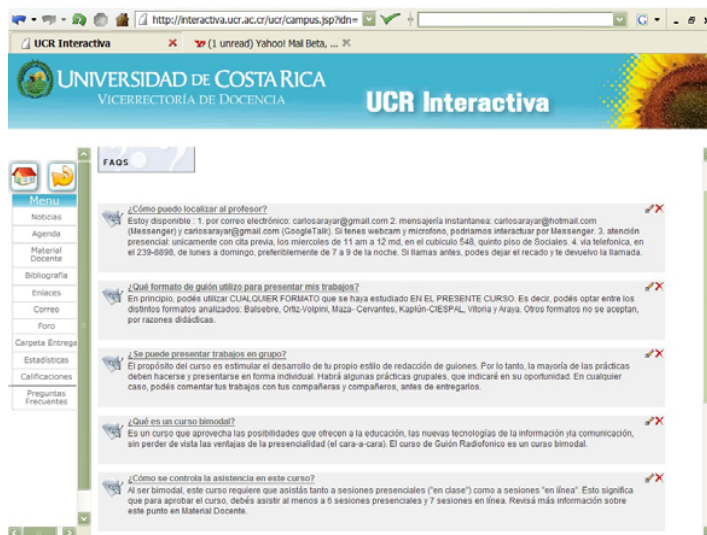 http://interactiva.ucr.ac.cr/ucr/campus.jsp?idn=
G
UCR Interactiva
(1 unread) Yahoo! Mail Beta, ...
UNIVERSIDAD DE COSTA RICA
VICERRECTORÍA DE DOCENCIA
UCR Interactiva
FAQS
Menu
Noticias
Agenda
Material
Docente
Bibliografía
Enlaces
Correo
Foro
Carpeta Entrega
Estadísticas
Calificaciones
Preguntas
Frecuentes
¿Cómo puedo localizar al profesor?
Estoy disponible : 1. por correo electrónico: carlosarayar@gmail.com 2. mensajería instantanea: carlosarayar@hotmail.com
(Messenger) y carlosarayar@gmail.com (GoogleTalk). Si tenes webcam y microfono, podriamos interactuar por Messenger. 3. atención
presencial: unicamente con cita previa, los miercoles de 11 am a 12 md, en el cubiculo 548, quinto piso de Sociales. 4. via telefonica, en
el 239-8898, de lunes a domingo, preferiblemente de 7 a 9 de la noche. Si llamas antes, podes dejar el recado y te devuelvo la llamada.
¿Qué formato de guión utilizo para presentar mis trabajos?
En principio, podés utilizar CUALQUIER FORMATO que se haya estudiado EN EL PRESENTE CURSO. Es decir, podés optar entre los
distintos formatos analizados: Balsebre, Ortiz-Volpini, Maza- Cervantes, Kaplún-CIESPAL, Vitoria y Araya. Otros formatos no se aceptan,
por razones didácticas.
¿Se puede presentar trabajos en grupo?
El propósito del curso es estimular el desarrollo de tu propio estilo de redacción de guiones. Por lo tanto, la mayoría de las prácticas
deben hacerse y presentarse en forma individual. Habrá algunas prácticas grupales, que indicaré en su oportunidad. En cualquier
caso, podés comentar tus trabajos con tus compañeras y compañeros, antes de entregarlos.
¿Qué es un curso bimodal?
Es un curso que aprovecha las posibilidades que ofrecen a la educación, las nuevas tecnologías de la información yla comunicación,
sin perder de vista las ventajas de la presencialidad (el cara-a-cara). El curso de Guión Radiofonico es un curso bimodal.
¿Cómo se controla la asistencia en este curso?
Al ser bimodal, este curso requiere que asistás tanto a sesiones presenciales ("en clase") como a sesiones "en línea". Esto significa
que para aprobar el curso, debés asistir al menos a 6 sesiones presenciales y 7 sesiones en línea. Revisá más información sobre
este punto en Material Docente.